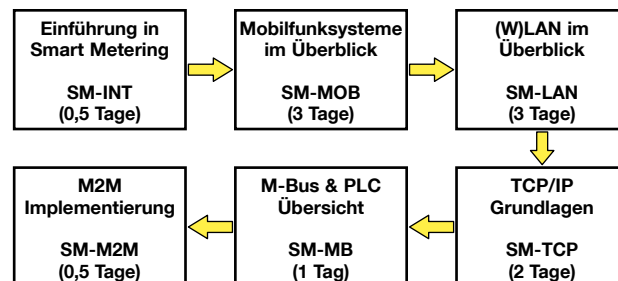 Einführung in
Smart Metering
SM-INT
(0,5 Tage)
Mobilfunksysteme
im Überblick
SM-MOB
(3 Tage)
(W)LAN im
Überblick
SM-LAN
(3 Tage)
TCP/IP
Grundlagen
SM-TCP
(2 Tage)
M-Bus & PLC
Übersicht
SM-MB
(1 Tag)
M2M
Implementierung
SM-M2M
(0,5 Tage)